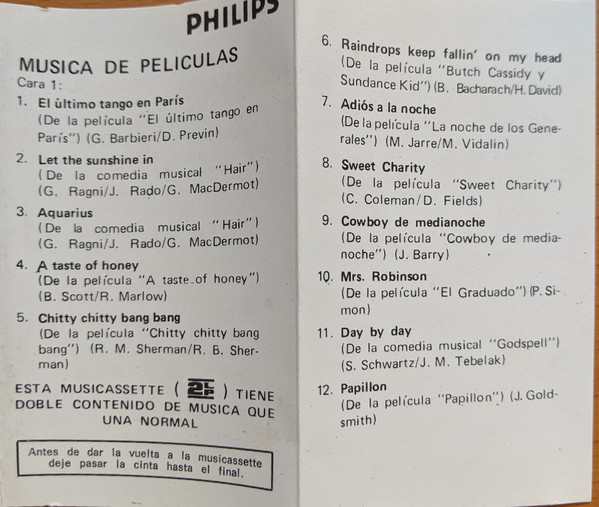 PHILIPS
MUSICA DE PELICULAS
Cara 1:
1. El último tango en París
(De la película "El último tango en
París") (G. Barbieri/D. Previn)
2. Let the sunshine in
(De la comedia musical "Hair")
(G. Ragni/J. Rado/G. MacDermot)
3. Aquarius
(De la comedia musical "Hair")
(G. Ragni/J. Rado/G. MacDermot)
4. A taste of honey
(De la película "A taste of honey")
(B. Scott/R. Marlow)
5. Chitty chitty bang bang
(De la película "Chitty chitty bang
bang") (R. M. Sherman/R. B. Sher-
man)
ESTA MUSICASSETTE ( 2LP ) TIENE
DOBLE CONTENIDO DE MUSICA QUE
UNA NORMAL
Antes de dar la vuelta a la musicassette
deje pasar la cinta hasta el final.
6. Raindrops keep fallin' on my head
(De la película "Butch Cassidy y
Sundance Kid") (B. Bacharach/H. David)
7. Adiós a la noche
(De la película "La noche de los Gene-
rales") (M. Jarre/M. Vidalin)
8. Sweet Charity
(De la película "Sweet Charity")
(C. Coleman/D. Fields)
9. Cowboy de medianoche
(De la película "Cowboy de media-
noche") (J. Barry)
10. Mrs. Robinson
(De la película "El Graduado") (P. Si-
mon)
11. Day by day
(De la comedia musical "Godspell")
(S. Schwartz/J. M. Tebelak)
12. Papillon
(De la película "Papillon") (J. Gold-
smith)